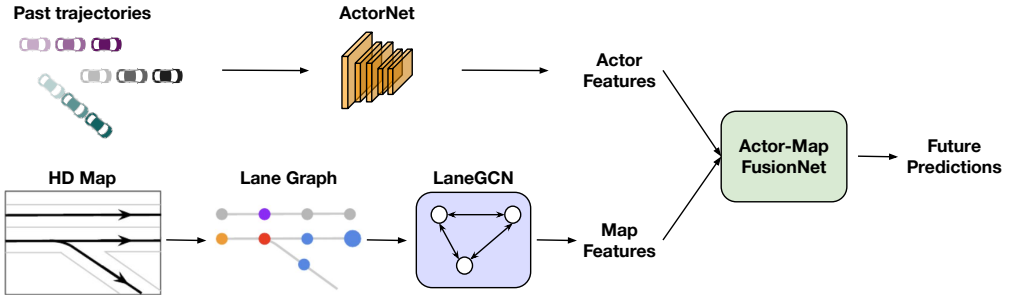 Past trajectories
ActorNet
Actor
Features
HD Map
Lane Graph
LaneGCN
Map
Features
Actor-Map
FusionNet
Future
Predictions